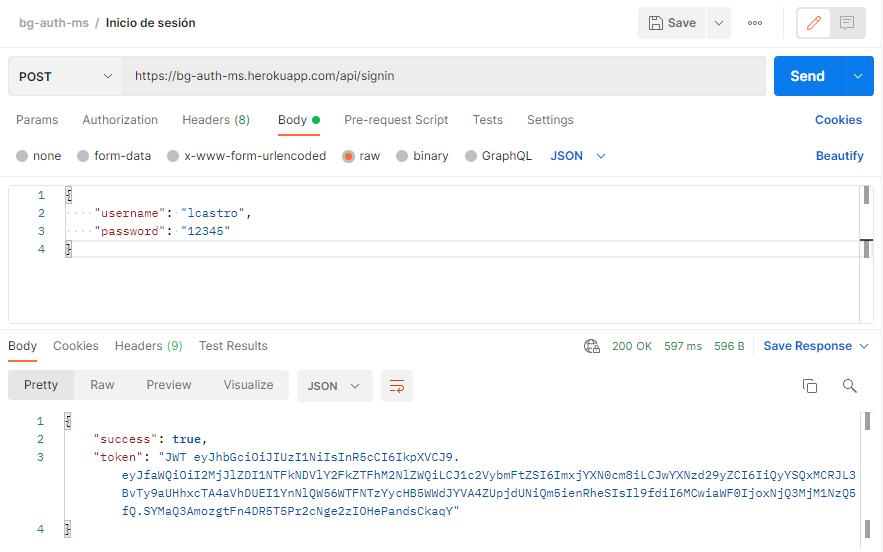 bg-auth-ms / Inicio de sesión
Save
POST
https://bg-auth-ms.herokuapp.com/api/signin
Send
Params Authorization Headers (8) Body Pre-request Script Tests Settings Cookies
none form-data x-www-form-urlencoded raw binary GraphQL JSON Beautify
1 {
2 "username": "lcastro",
3 "password": "12345"
4 }
Body Cookies Headers (9) Test Results 200 OK 597 ms 596 B Save Response
Pretty Raw Preview Visualize JSON
1 {
2 "success": true,
3 "token": "JWT eyJhbGciOiJIUzI1NiIsInR5cCI6IkpXVCJ9.
eyJfaWQiOiI2MjJlZDI1NTFkNDVlY2FkZTFhM2NlZWQiLCJ1c2VybmFtZSI6ImxjYXN0cm8iLCJwYXNzd29yZCI6IiQyYSQxMCRJL3
BvTy9aUHhxcTA4aVhDUEI1YnNlQW56WTFNTzYycHB5WWdJYVA4ZUpjdUNiQm5ienRheSIsIl9fdiI6MCwiaWF0IjoxNjQ3MjM1NzQ5
fQ.SYMaQ3AmozgtFn4DR5T5Pr2cNge2zIOHePandsCkaqY"
4 }